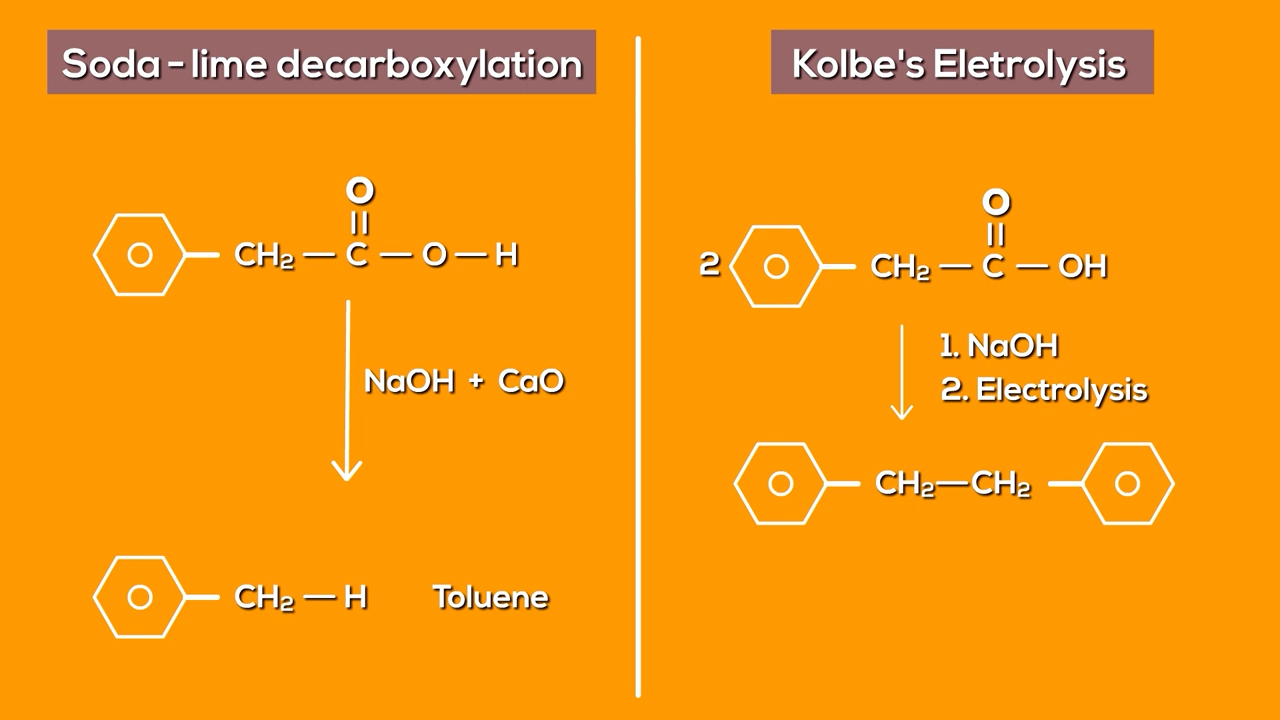 Soda-lime decarboxylation
O
||
CH₂ — C — O — H
NaOH + CaO
CH₂ — H Toluene
Kolbe's Eletrolysis
O
||
2 CH₂ — C — OH
1. NaOH
2. Electrolysis
CH₂—CH₂